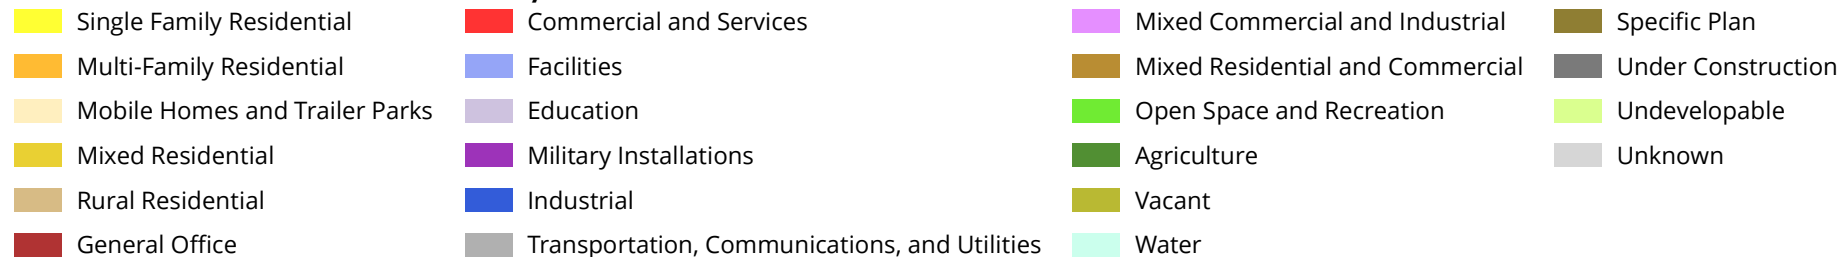 Single Family Residential
Multi-Family Residential
Mobile Homes and Trailer Parks
Mixed Residential
Rural Residential
General Office
Commercial and Services
Facilities
Education
Military Installations
Industrial
Transportation, Communications, and Utilities
Mixed Commercial and Industrial
Mixed Residential and Commercial
Open Space and Recreation
Agriculture
Vacant
Water
Specific Plan
Under Construction
Undevelopable
Unknown